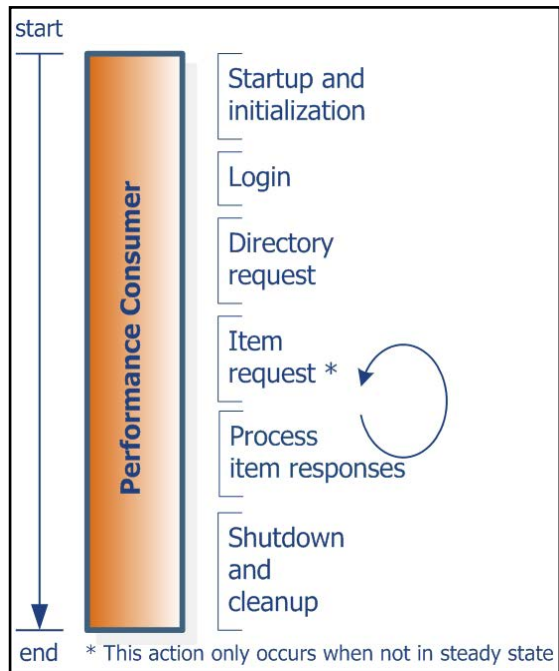 start
Performance Consumer
Startup and
initialization
Login
Directory
request
Item
request *
Process
item responses
Shutdown
and
cleanup
end
* This action only occurs when not in steady state